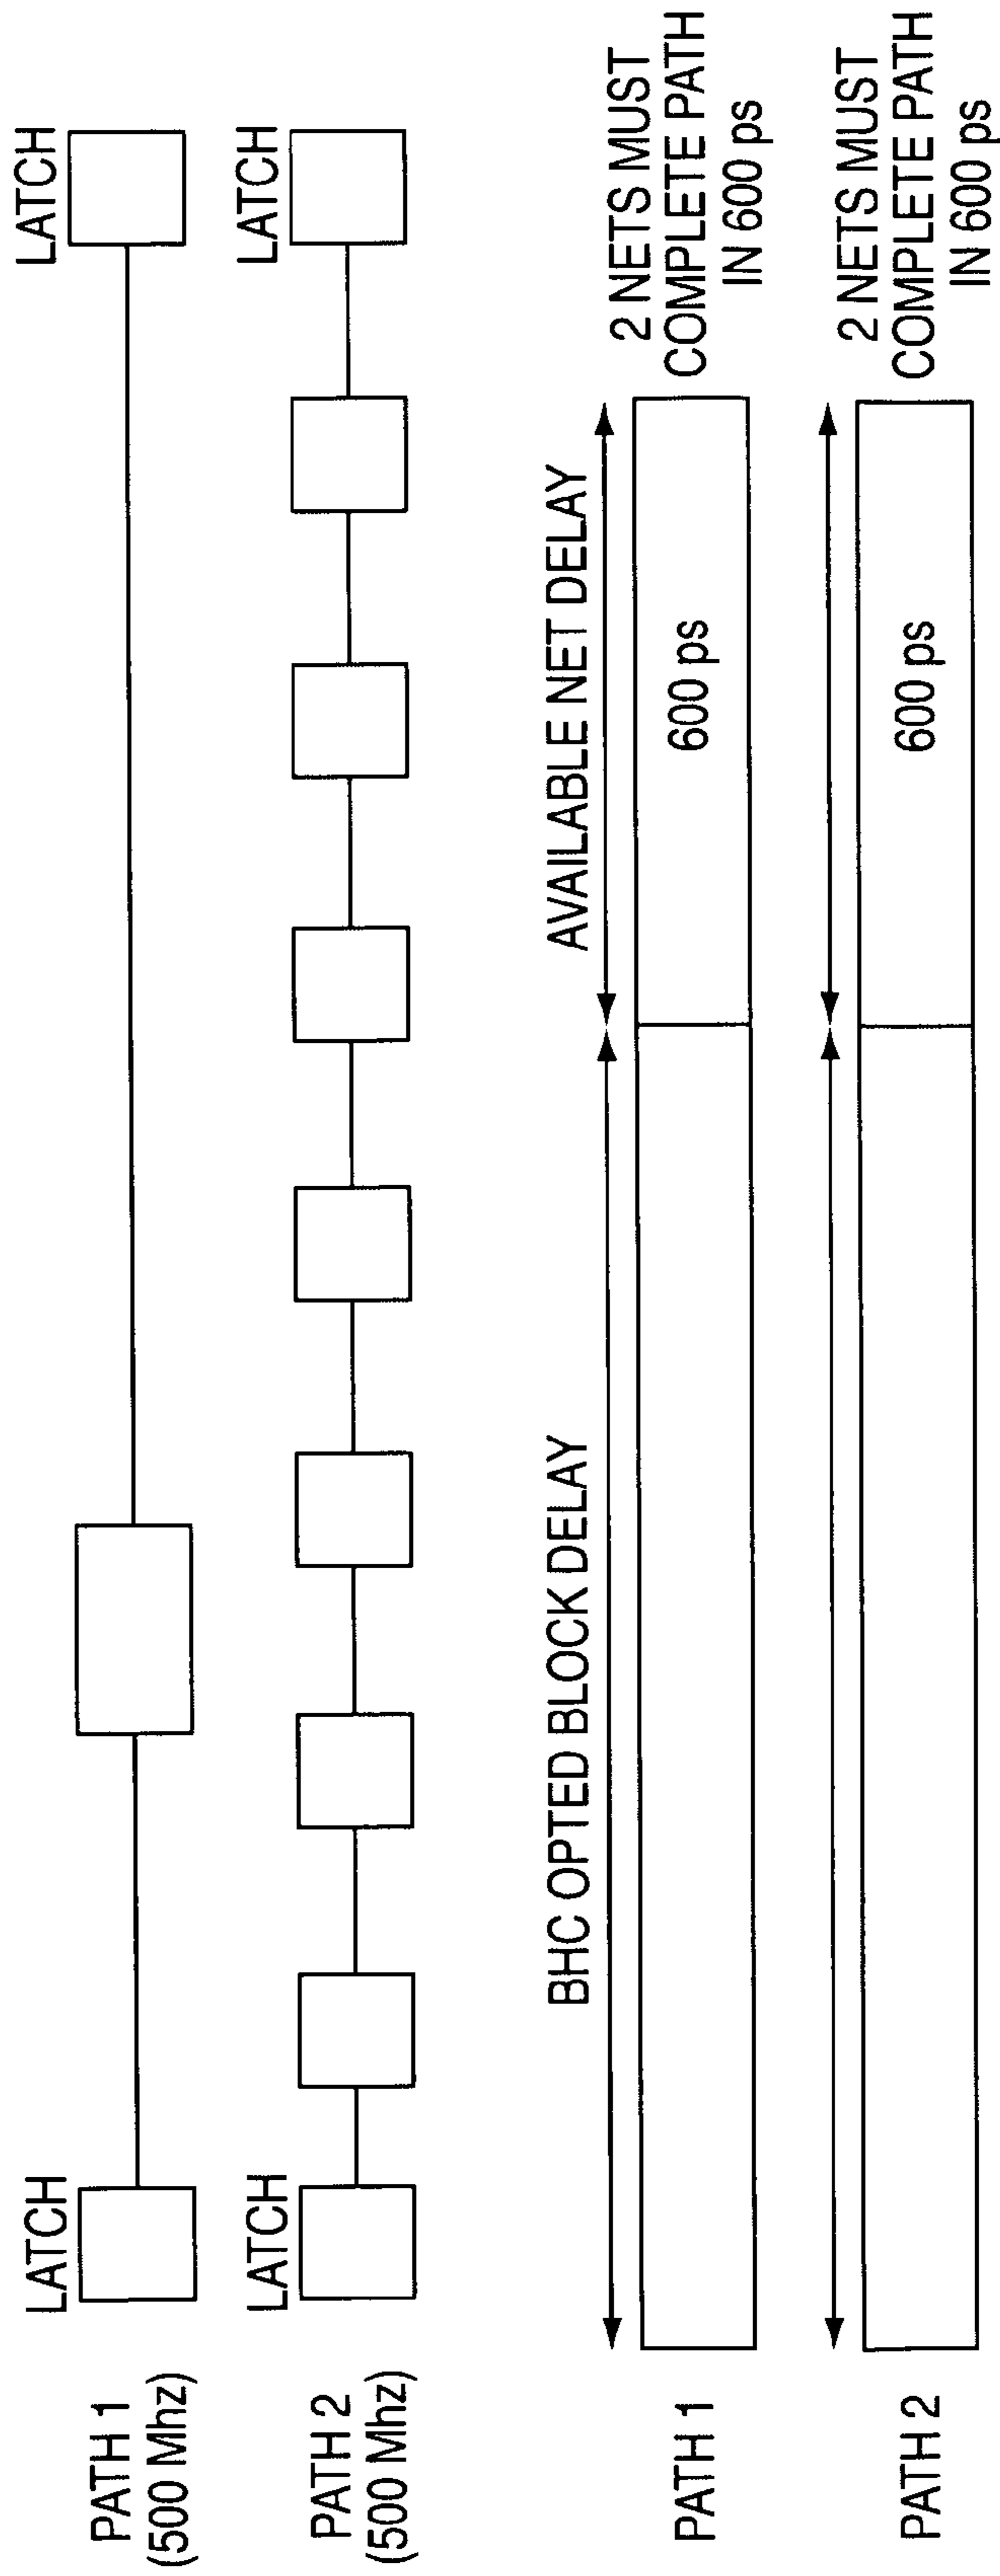 PATH 1
(500 Mhz)
LATCH
LATCH
PATH 2
(500 Mhz)
LATCH
LATCH
BHC OPTED BLOCK DELAY
AVAILABLE NET DELAY
PATH 1
600 ps
2 NETS MUST
COMPLETE PATH
IN 600 ps
PATH 2
600 ps
2 NETS MUST
COMPLETE PATH
IN 600 ps